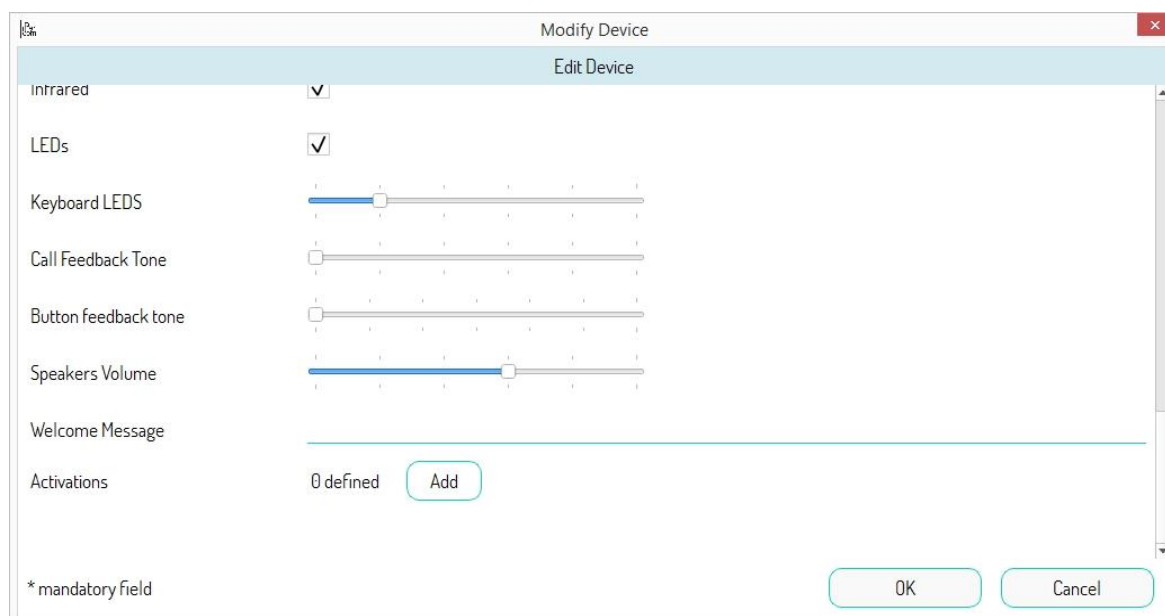 Modify Device
Edit Device
Infrared
LEDs
Keyboard LEDS
Call Feedback Tone
Button feedback tone
Speakers Volume
Welcome Message
Activations 0 defined Add
* mandatory field OK Cancel